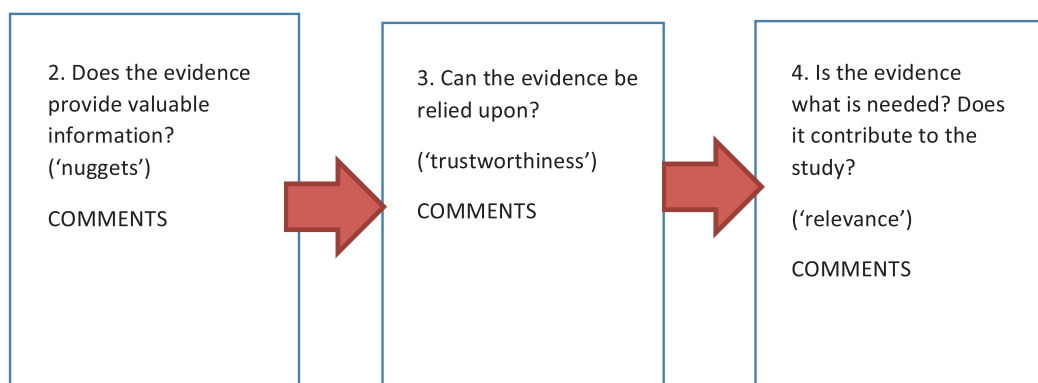 2. Does the evidence
provide valuable
information?
(‘nuggets’)
COMMENTS
3. Can the evidence be
relied upon?
(‘trustworthiness’)
COMMENTS
4. Is the evidence
what is needed? Does
it contribute to the
study?
(‘relevance’)
COMMENTS